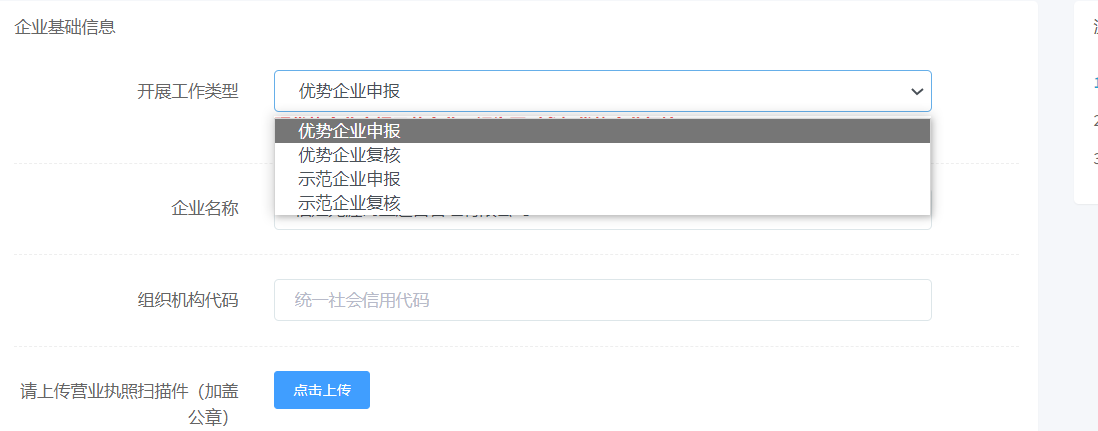 企业基础信息
开展工作类型
优势企业申报
优势企业申报
优势企业复核
示范企业申报
示范企业复核
企业名称
组织机构代码
统一社会信用代码
请上传营业执照扫描件（加盖
公章）
点击上传
1
2
3